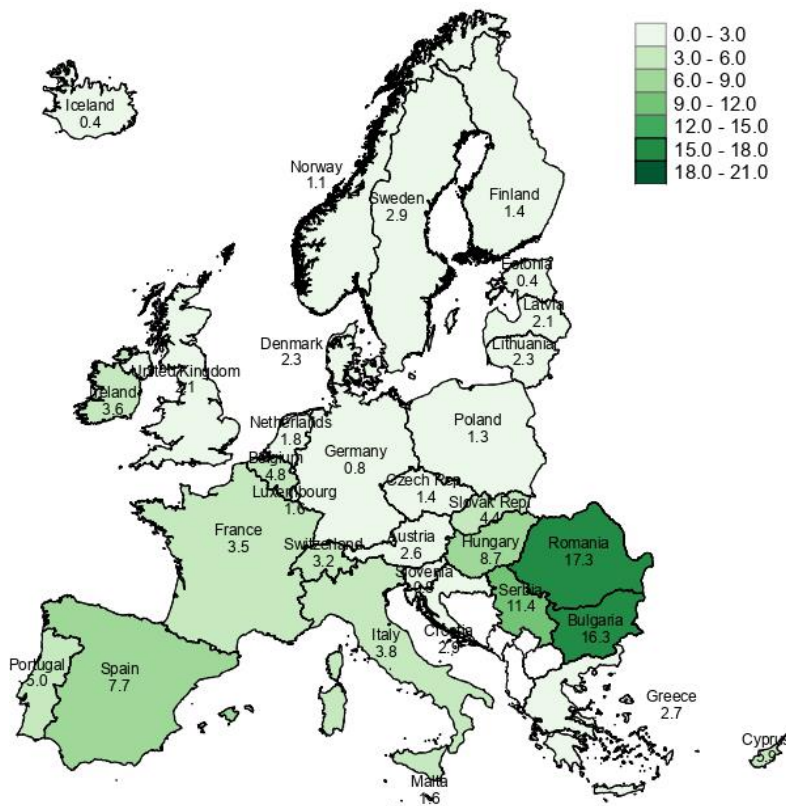 0.0 - 3.0
3.0 - 6.0
6.0 - 9.0
9.0 - 12.0
12.0 - 15.0
15.0 - 18.0
18.0 - 21.0
Iceland
0.4
Norway
1.1
Sweden
2.9
Finland
1.4
Estonia
0.4
Latvia
2.1
Lithuania
2.3
Denmark
2.3
United Kingdom
2.1
Ireland
3.6
Netherlands
1.8
Belgium
4.8
Luxembourg
1.6
Germany
0.8
Poland
1.3
Czech Rep.
1.4
Slovak Rep.
4.4
France
3.5
Switzerland
3.2
Austria
2.6
Hungary
8.7
Romania
17.3
Slovenia
Croatia
2.9
Serbia
11.4
Bulgaria
16.3
Italy
3.8
Portugal
5.0
Spain
7.7
Greece
2.7
Malta
1.6
Cyprus
5.9